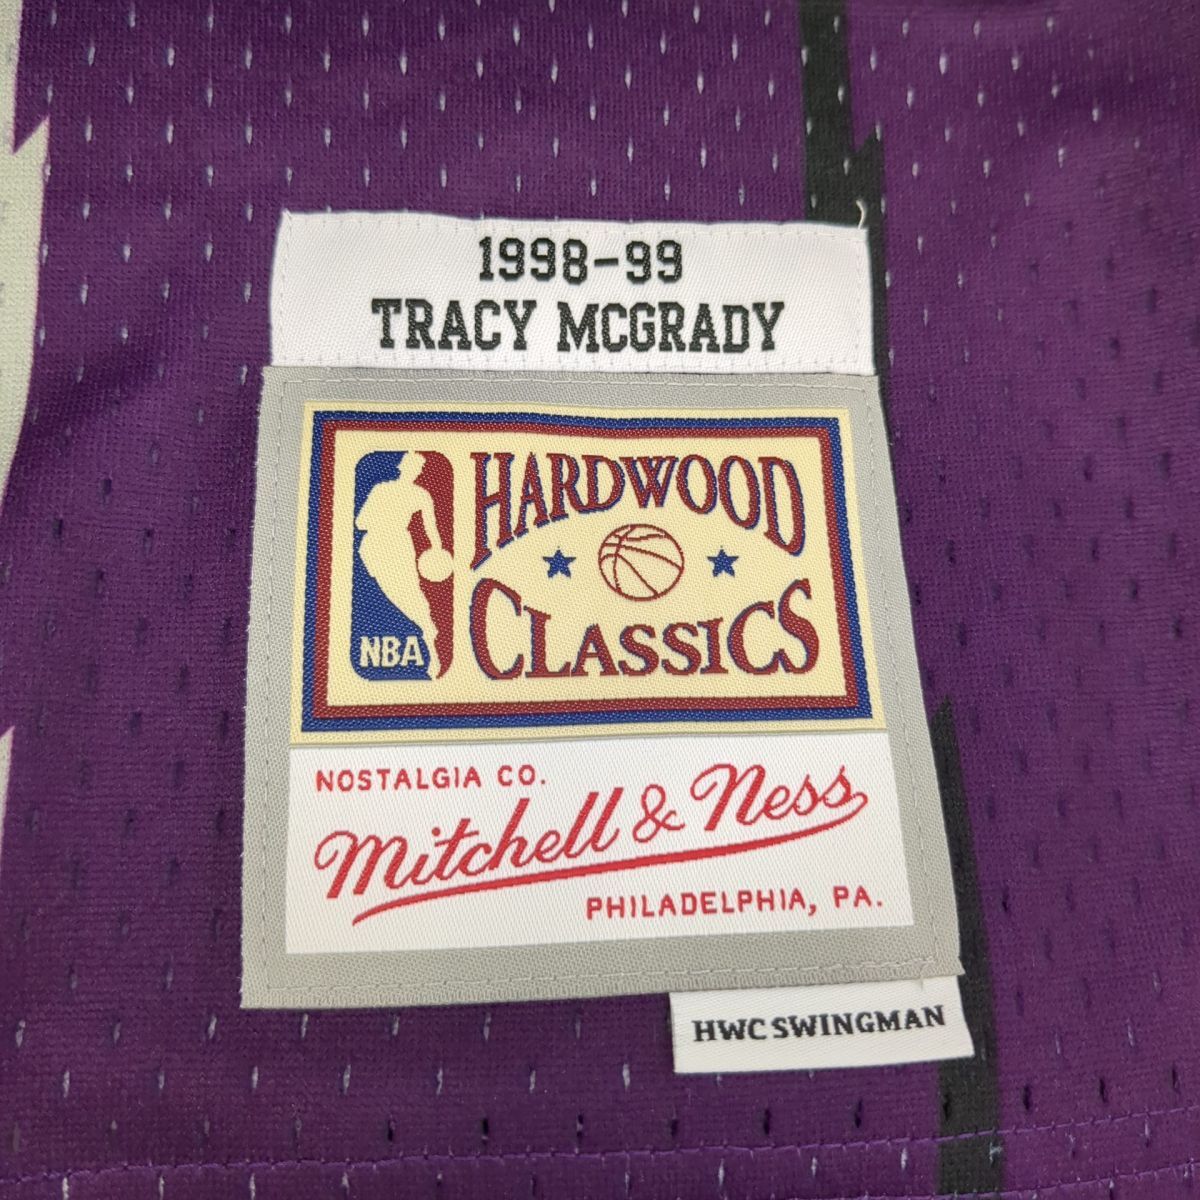 1998-99
TRACY MCGRADY
HARDWOOD
CLASSICS
NBA
NOSTALGIA CO.
Mitchell & Ness
PHILADELPHIA, PA.
HWC SWINGMAN